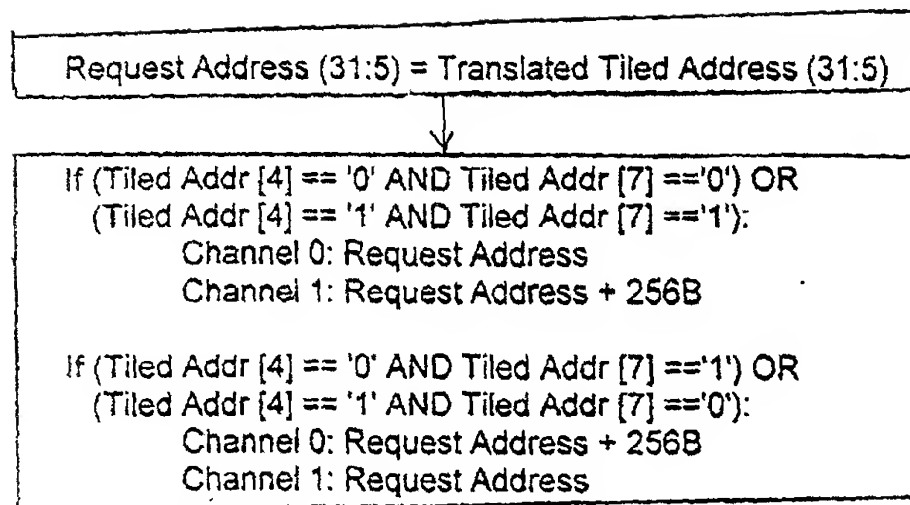 Request Address (31:5) = Translated Tiled Address (31:5)
If (Tiled Addr [4] == '0' AND Tiled Addr [7] =='0') OR
(Tiled Addr [4] == '1' AND Tiled Addr [7] =='1'):
Channel 0: Request Address
Channel 1: Request Address + 256B
If (Tiled Addr [4] == '0' AND Tiled Addr [7] =='1') OR
(Tiled Addr [4] == '1' AND Tiled Addr [7] =='0'):
Channel 0: Request Address + 256B
Channel 1: Request Address